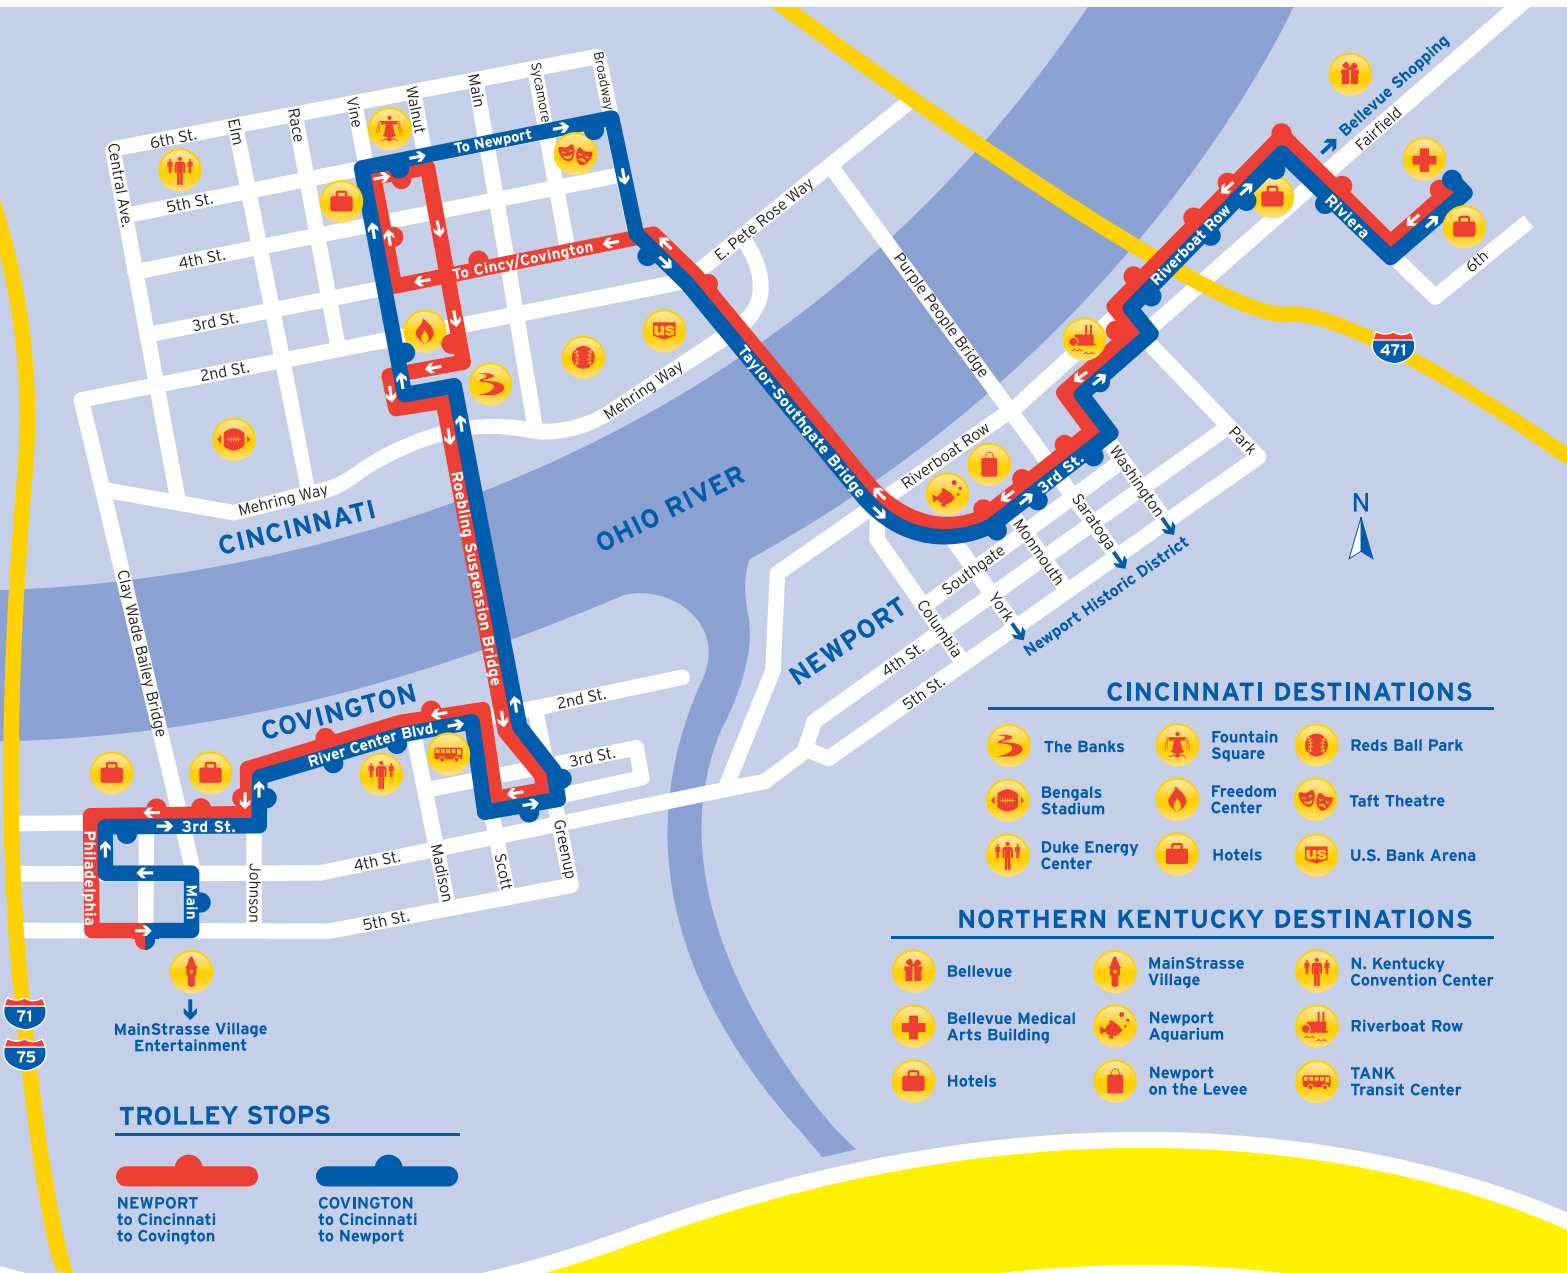 Broadway
Sycamore
Main
Walnut
Vine
Race
Elm
6th St.
Central Ave.
5th St.
4th St.
3rd St.
2nd St.
To Newport
To Cincy/Covington
E. Pete Rose Way
us
Mehring Way
Mehring Way
CINCINNATI
OHIO RIVER
Taylor-Southgate Bridge
Roebling Suspension Bridge
Clay Wade Bailey Bridge
Purple People Bridge
Bellevue Shopping
Fairfield
Riverboat Row
Riviera
6th
471
N
Riverboat Row
3rd St.
Park
Washington
Saratoga
Monmouth
Southgate
York
Columbia
Newport Historic District
NEWPORT
4th St.
5th St.
COVINGTON
River Center Blvd.
2nd St.
3rd St.
3rd St.
Philadelphia
Main
Johnson
4th St.
Madison
Scott
Greenup
5th St.
MainStrasse Village
Entertainment
71
75
CINCINNATI DESTINATIONS
The Banks
Fountain
Square
Reds Ball Park
Bengals
Stadium
Freedom
Center
Taft Theatre
Duke Energy
Center
Hotels
us
U.S. Bank Arena
NORTHERN KENTUCKY DESTINATIONS
Bellevue
MainStrasse
Village
N. Kentucky
Convention Center
Bellevue Medical
Arts Building
Newport
Aquarium
Riverboat Row
Hotels
Newport
on the Levee
TANK
Transit Center
TROLLEY STOPS
NEWPORT
to Cincinnati
to Covington
COVINGTON
to Cincinnati
to Newport